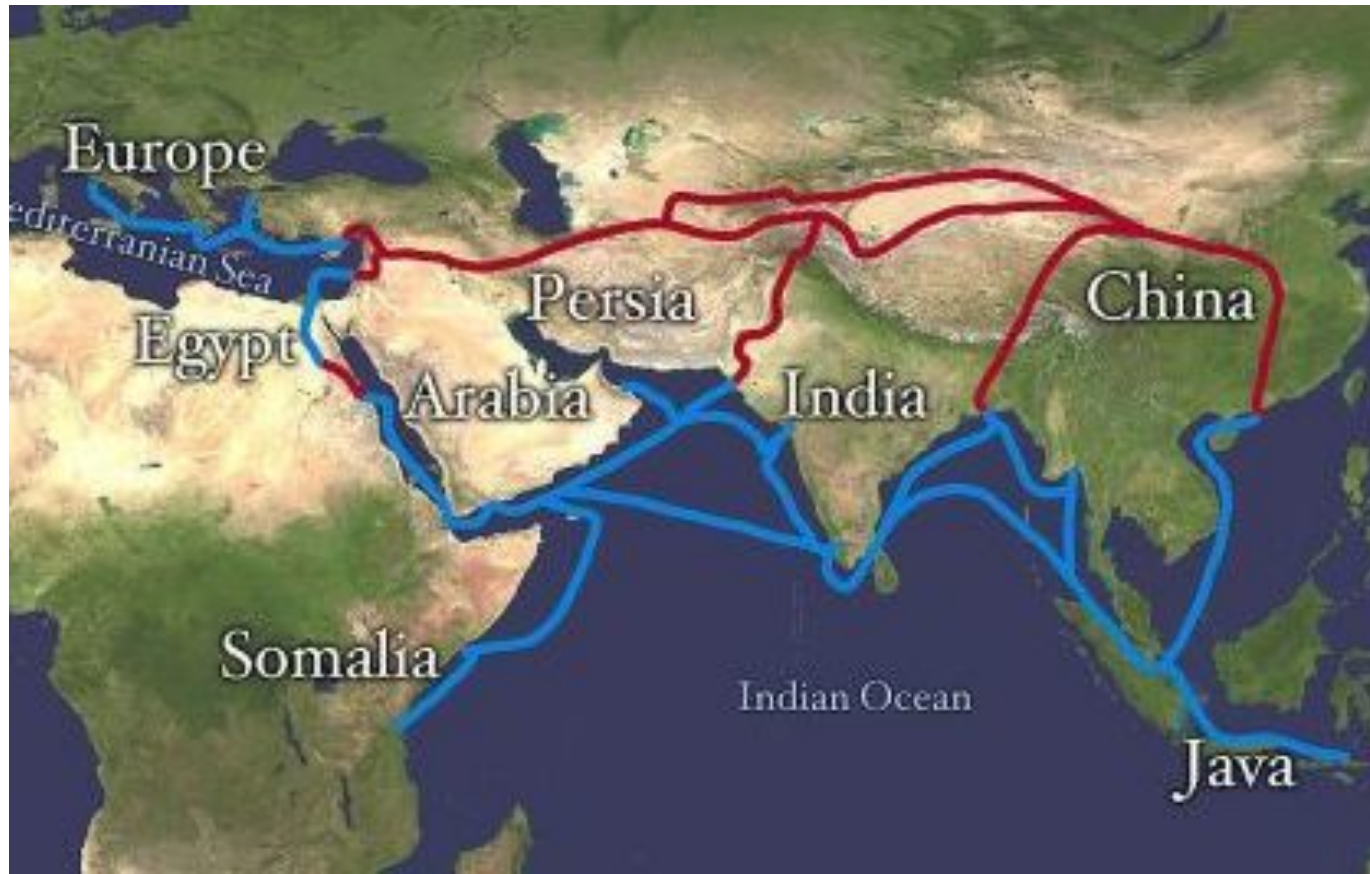 Europe
editerranian Sea
Egypt
Persia
China
Arabia
India
Somalia
Indian Ocean
Java